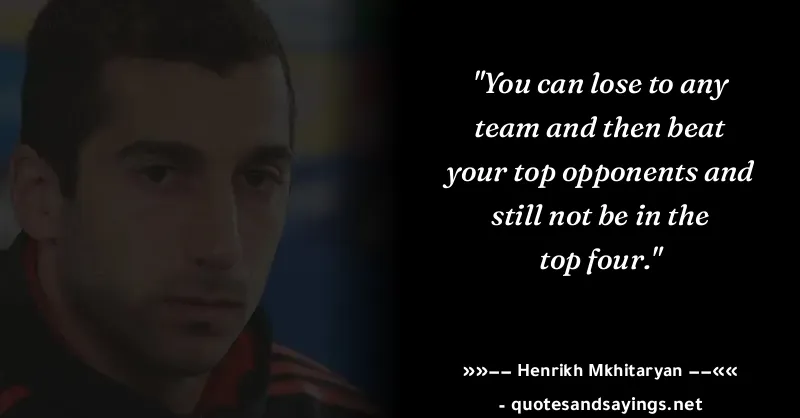 "You can lose to any
team and then beat
your top opponents and
still not be in the
top four."
»»−− Henrikh Mkhitaryan −−««
- quotesandsayings.net